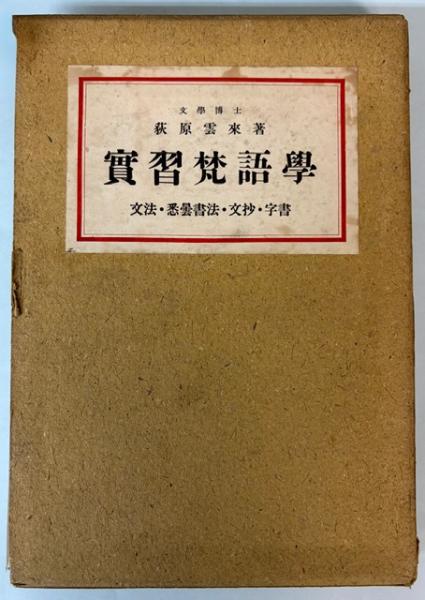 文學博士
荻原雲來著
實習梵語學
文法・悉曇書法・文抄・字書